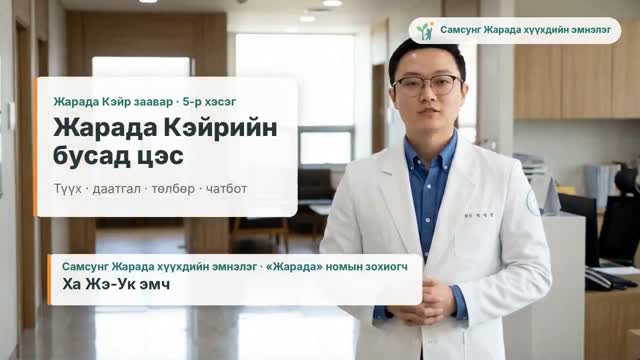 Самсунг Жарада хүүхдийн эмнэлэг
Жарада Кэйр заавар · 5-р хэсэг
Жарада Кэйрийн
бусад цэс
Түүх · даатгал · төлбөр · чатбот
Самсунг Жарада хүүхдийн эмнэлэг · «Жарада» номын зохиогч
Ха Жэ-Ук эмч